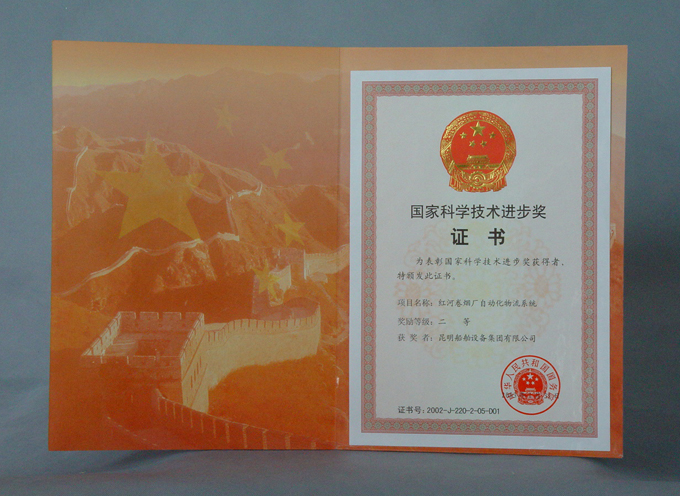 国家科学技术进步奖
证 书
为表彰国家科学技术进步奖获得者，
特颁发此证书。
项目名称：红河卷烟厂自动化物流系统
奖励等级：二 等
获 奖 者：昆明船舶设备集团有限公司
中华人民共和国国务院
证书号：2002-J-220-2-05-001